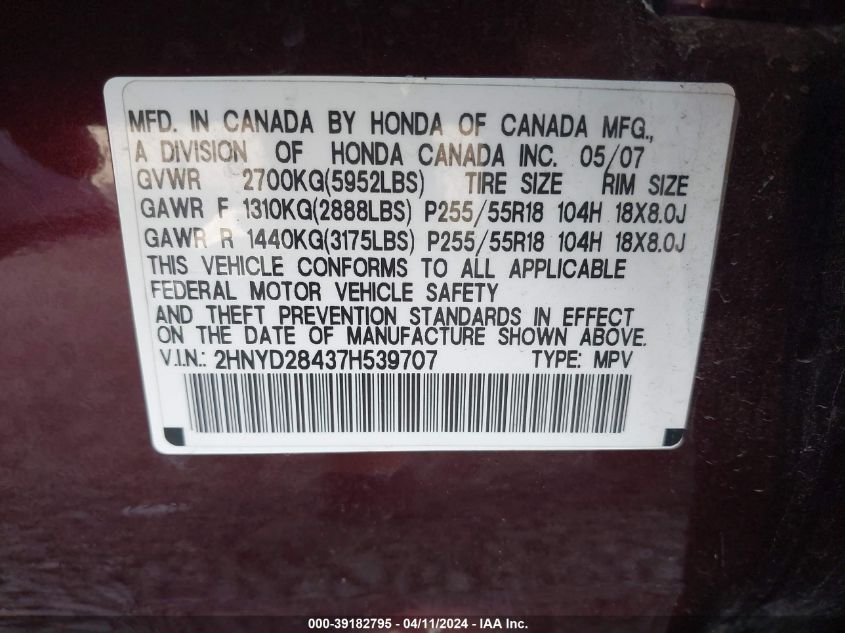 MFD. IN CANADA BY HONDA OF CANADA MFG.,
A DIVISION OF HONDA CANADA INC. 05/07
GVWR 2700KG(5952LBS) TIRE SIZE RIM SIZE
GAWR F 1310KG(2888LBS) P255/55R18 104H 18X8.0J
GAWR R 1440KG(3175LBS) P255/55R18 104H 18X8.0J
THIS VEHICLE CONFORMS TO ALL APPLICABLE
FEDERAL MOTOR VEHICLE SAFETY
AND THEFT PREVENTION STANDARDS IN EFFECT
ON THE DATE OF MANUFACTURE SHOWN ABOVE.
V.I.N.: 2HNYD28437H539707 TYPE: MPV
000-39182795 - 04/11/2024 - IAA Inc.